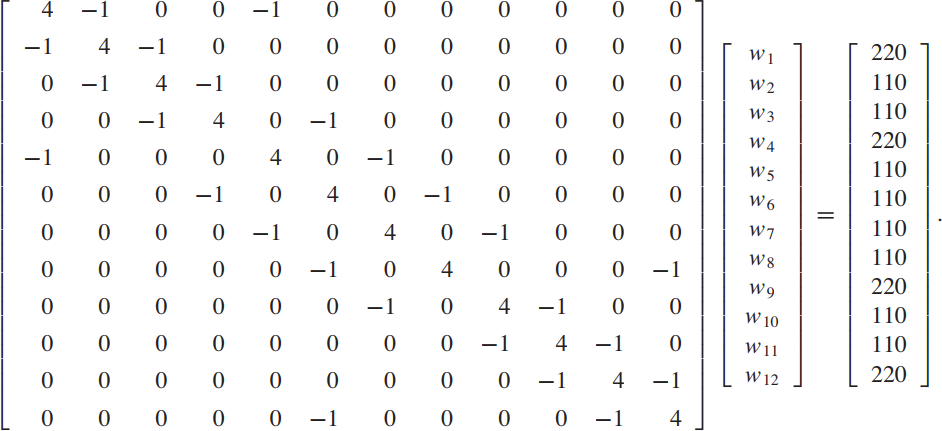 4 −1 0 0 −1 0 0 0 0 0 0 0
−1 4 −1 0 0 0 0 0 0 0 0 0
0 −1 4 −1 0 0 0 0 0 0 0 0
0 0 −1 4 0 −1 0 0 0 0 0 0
−1 0 0 0 4 0 −1 0 0 0 0 0
0 0 0 −1 0 4 0 −1 0 0 0 0
0 0 0 0 −1 0 4 0 −1 0 0 0
0 0 0 0 0 −1 0 4 0 0 0 −1
0 0 0 0 0 0 −1 0 4 −1 0 0
0 0 0 0 0 0 0 0 −1 4 −1 0
0 0 0 0 0 0 0 0 0 −1 4 −1
0 0 0 0 0 −1 0 0 0 0 −1 4
w1
w2
w3
w4
w5
w6
w7
w8
w9
w10
w11
w12
=
220
110
110
220
110
110
110
110
220
110
110
220
.